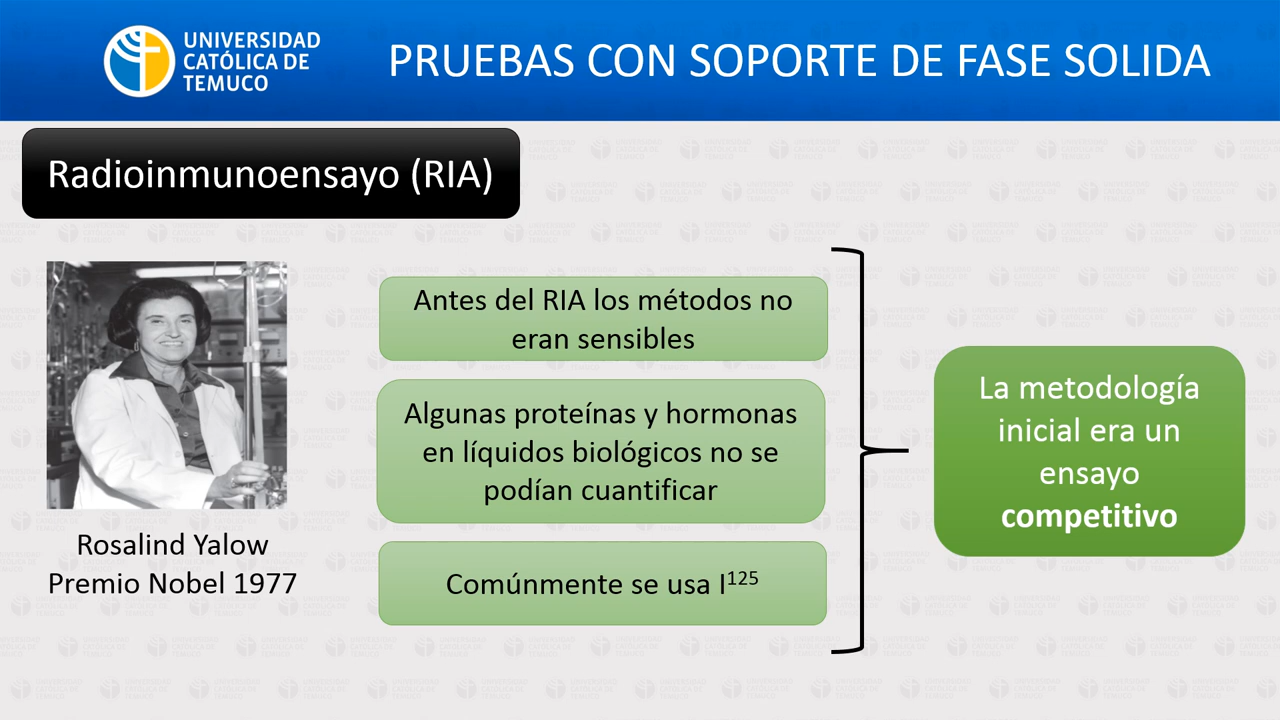 UNIVERSIDAD
CATÓLICA DE
TEMUCO
PRUEBAS CON SOPORTE DE FASE SOLIDA
Radioinmunoensayo (RIA)
Rosalind Yalow
Premio Nobel 1977
Antes del RIA los métodos no
eran sensibles
Algunas proteínas y hormonas
en líquidos biológicos no se
podían cuantificar
Comúnmente se usa I¹²⁵
La metodología
inicial era un
ensayo
competitivo